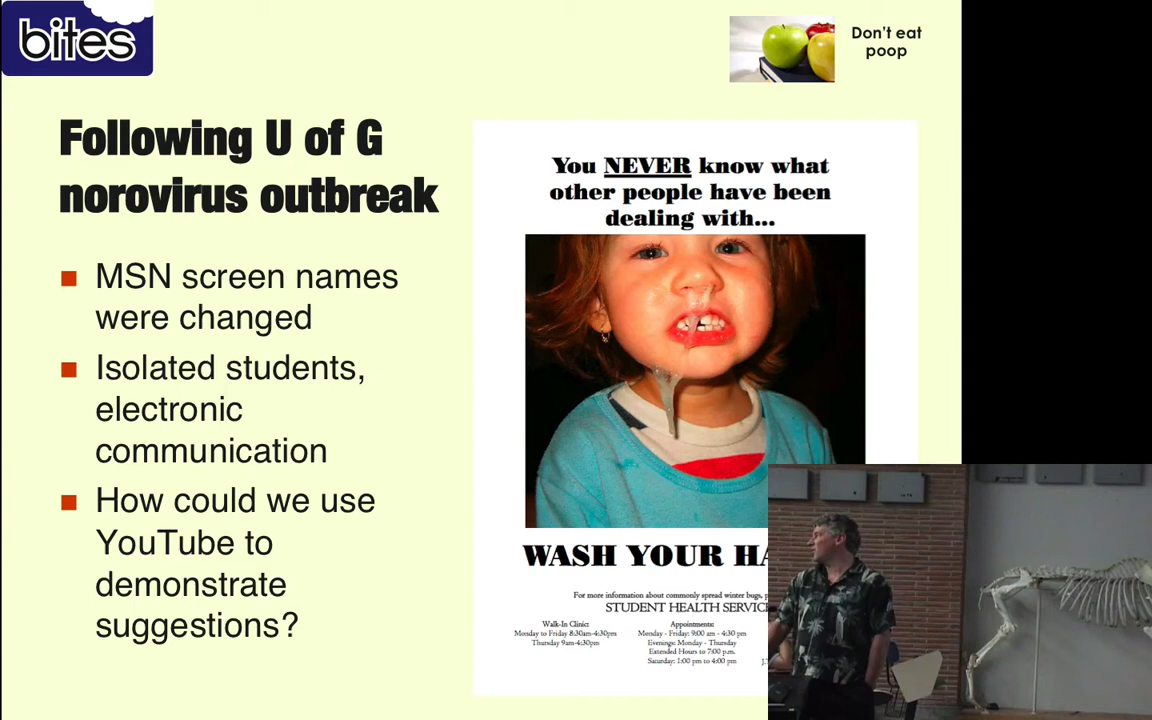 bites
Don't eat
poop
Following U of G
norovirus outbreak
MSN screen names
were changed
Isolated students,
electronic
communication
How could we use
YouTube to
demonstrate
suggestions?
You NEVER know what
other people have been
dealing with...
WASH YOUR HA
For more information about commonly spread winter bugs, p
STUDENT HEALTH SERVIC
Walk-In Clinic:
Monday to Friday 8:30am-4:30pm
Thursday 9am-4:30pm
Appointments:
Monday - Friday: 9:00 am - 4:30 pm
Evenings: Monday - Thursday
Extended Hours to 7:00 p.m.
Saturday: 1:00 pm to 4:00 pm